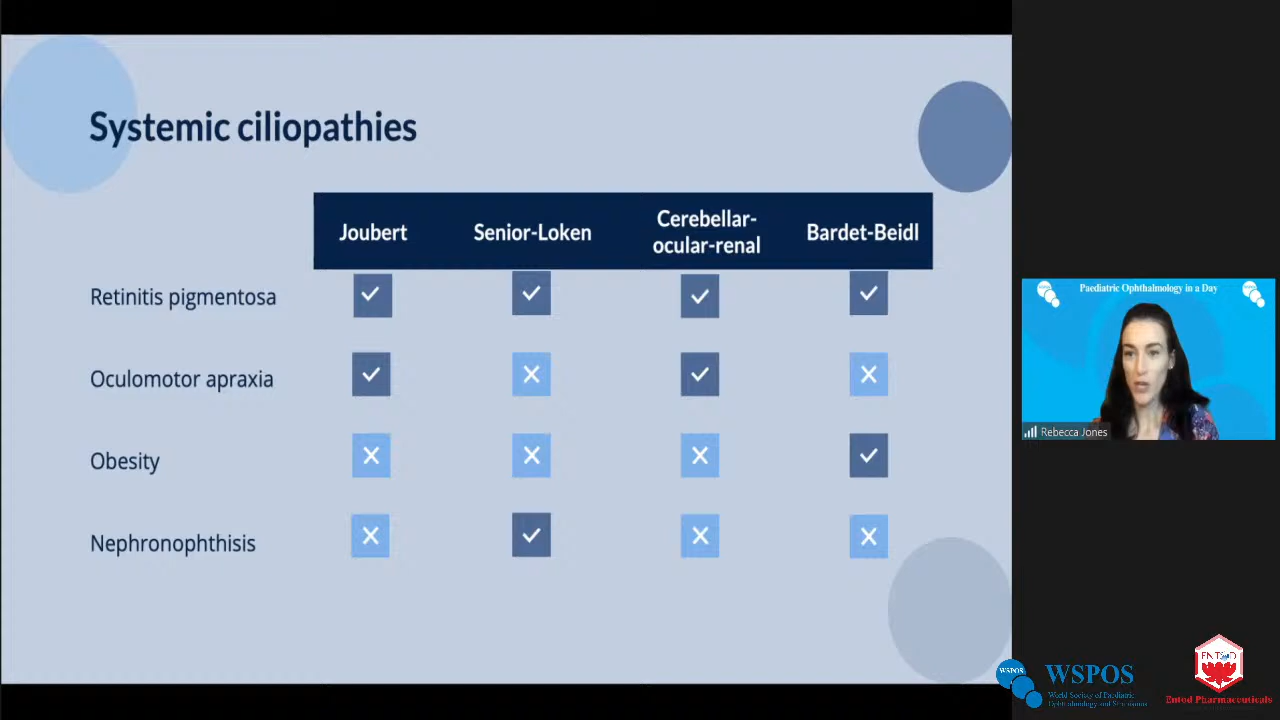 Systemic ciliopathies
Joubert
Senior-Loken
Cerebellar-
ocular-renal
Bardet-Beidl
Retinitis pigmentosa
Oculomotor apraxia
Obesity
Nephronophthisis
Paediatric Ophthalmology in a Day
Rebecca Jones
WSPOS
WSPOS
World Society of Paediatric
Ophthalmology and Strabismus
Entod Pharmaceuticals